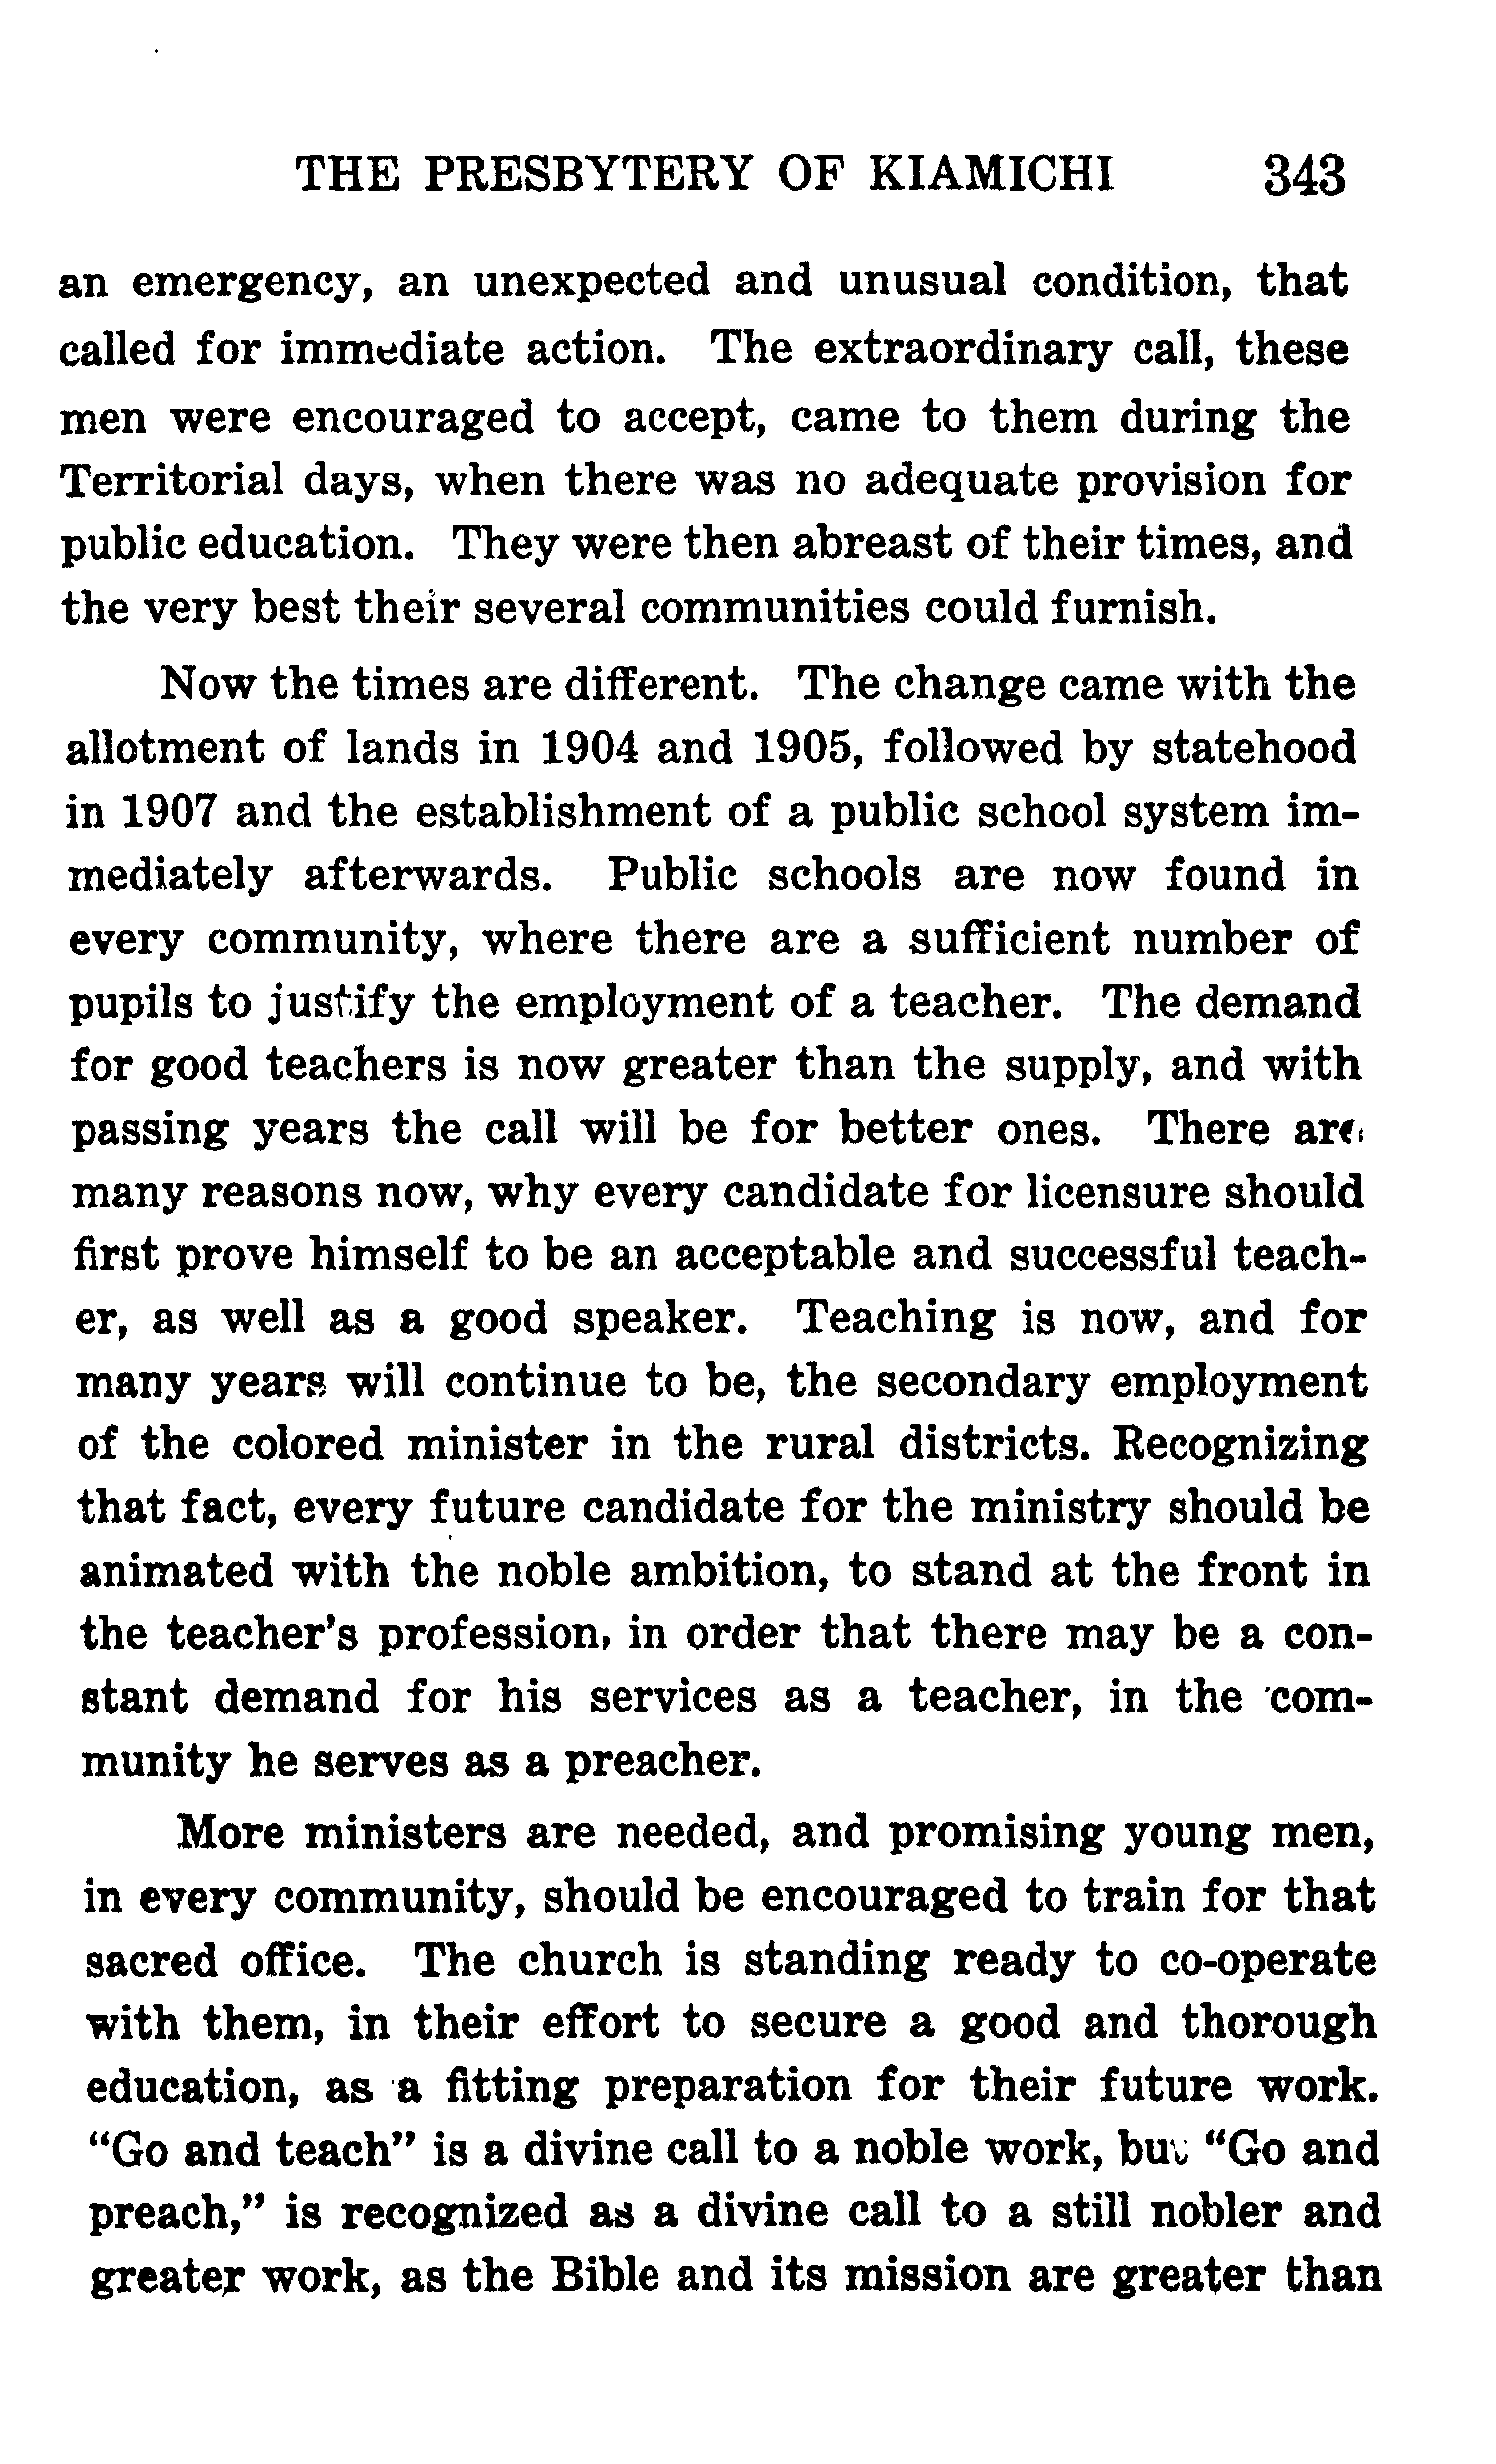 THE PRESBYTERY OF KIAMICHI 343
an emergency, an unexpected and unusual condition, that
called for immediate action. The extraordinary call, these
men were encouraged to accept, came to them during the
Territorial days, when there was no adequate provision for
public education. They were then abreast of their times, and
the very best their several communities could furnish.
Now the times are different. The change came with the
allotment of lands in 1904 and 1905, followed by statehood
in 1907 and the establishment of a public school system im-
mediately afterwards. Public schools are now found in
every community, where there are a sufficient number of
pupils to justify the employment of a teacher. The demand
for good teachers is now greater than the supply, and with
passing years the call will be for better ones. There are
many reasons now, why every candidate for licensure should
first prove himself to be an acceptable and successful teach-
er, as well as a good speaker. Teaching is now, and for
many years will continue to be, the secondary employment
of the colored minister in the rural districts. Recognizing
that fact, every future candidate for the ministry should be
animated with the noble ambition, to stand at the front in
the teacher's profession, in order that there may be a con-
stant demand for his services as a teacher, in the com-
munity he serves as a preacher.
More ministers are needed, and promising young men,
in every community, should be encouraged to train for that
sacred office. The church is standing ready to co-operate
with them, in their effort to secure a good and thorough
education, as a fitting preparation for their future work.
“Go and teach” is a divine call to a noble work, but “Go and
preach,” is recognized as a divine call to a still nobler and
greater work, as the Bible and its mission are greater than